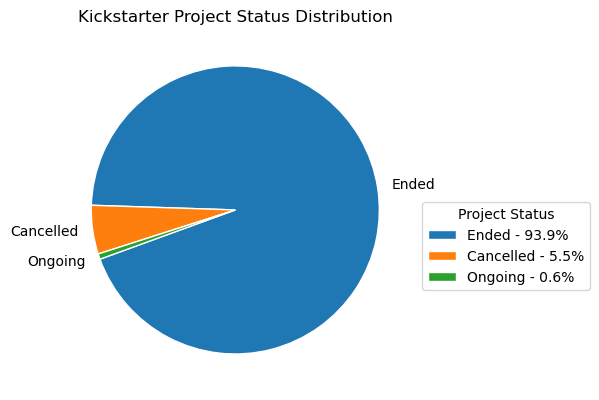 Kickstarter Project Status Distribution
Ended
Cancelled
Ongoing
Project Status
Ended - 93.9%
Cancelled - 5.5%
Ongoing - 0.6%